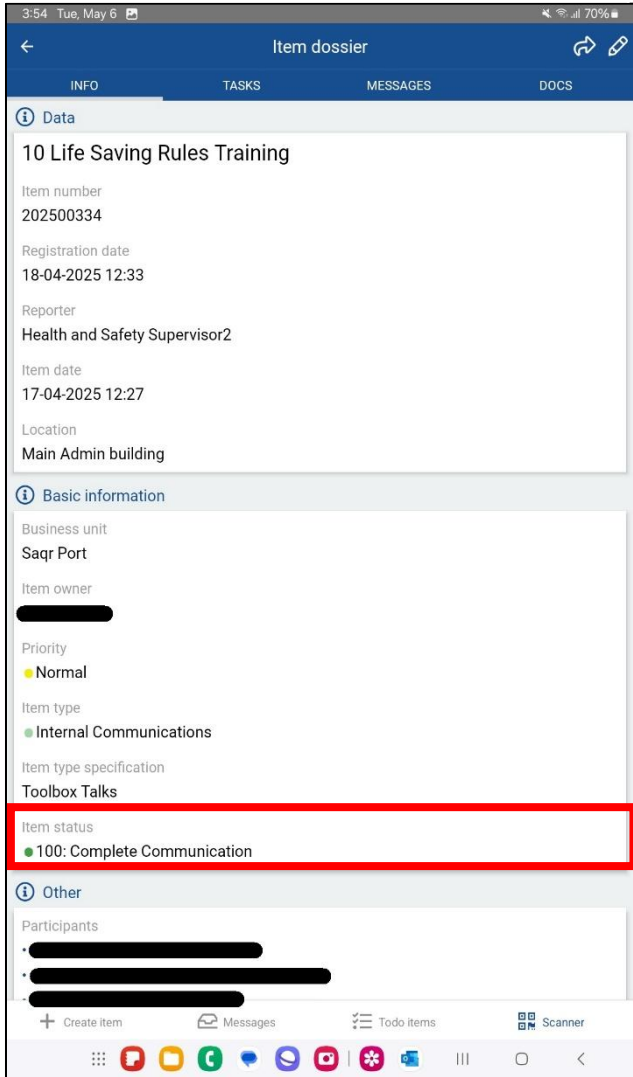 3:54 Tue, May 6 70%
Item dossier
INFO TASKS MESSAGES DOCS
Data
10 Life Saving Rules Training
Item number
202500334
Registration date
18-04-2025 12:33
Reporter
Health and Safety Supervisor2
Item date
17-04-2025 12:27
Location
Main Admin building
Basic information
Business unit
Saqr Port
Item owner
Priority
Normal
Item type
Internal Communications
Item type specification
Toolbox Talks
Item status
100: Complete Communication
Other
Participants
Create item Messages Todo items Scanner